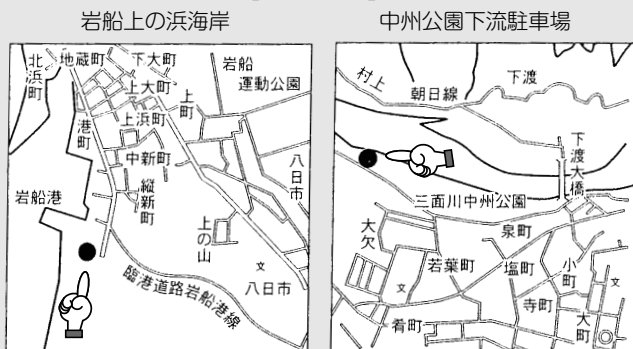 岩船上の浜海岸
北浜町
地蔵町
下大町
岩船
運動公園
上大町
上町
港町
上浜町
中新町
縦新町
八日市
岩船港
上の山
文
八日市
臨港道路岩船港線
中州公園下流駐車場
村上
朝日線
下渡
下渡大橋
三面川中州公園
大欠
泉町
若葉町
塩町
小町
文
文
寺町
大町
肴町